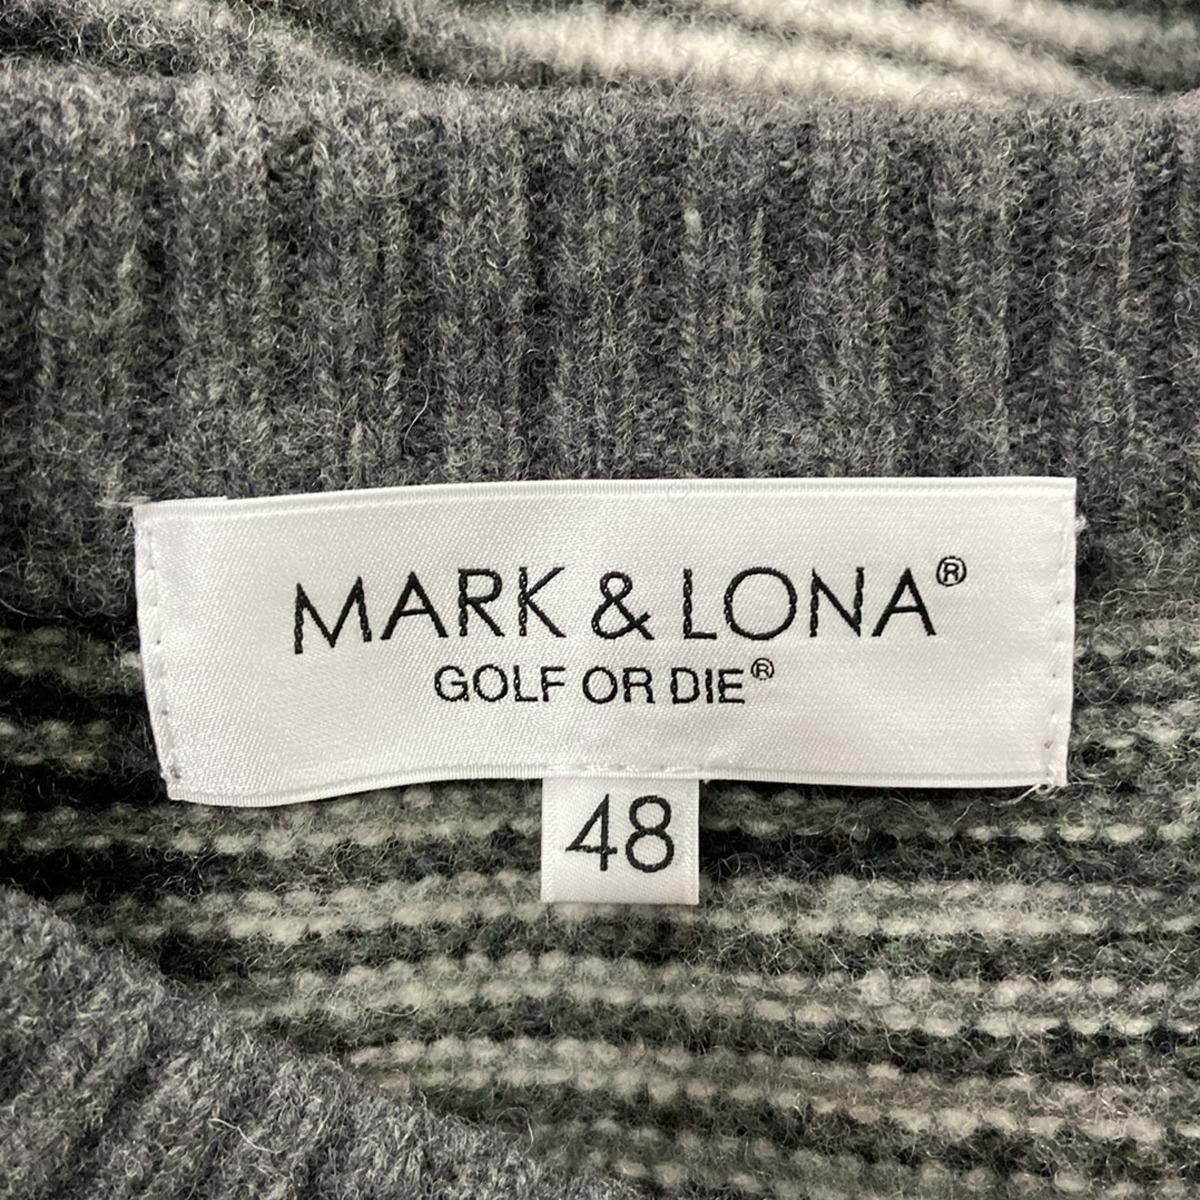 MARK & LONA®
GOLF OR DIE®
48